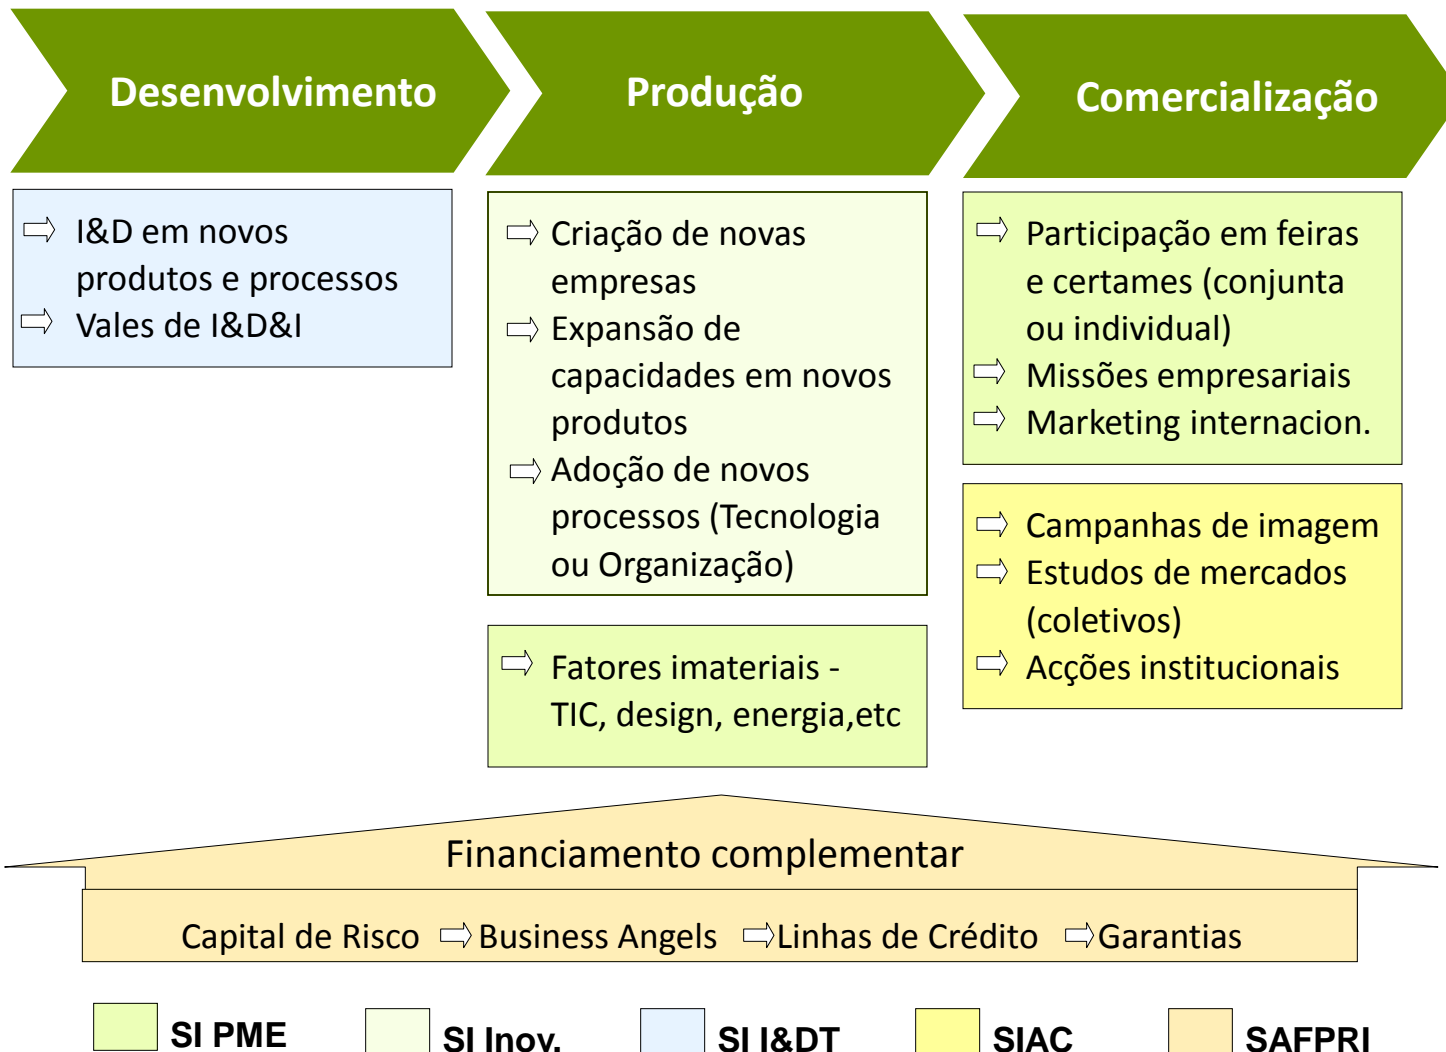 Desenvolvimento
Produção
Comercialização
I&D em novos
produtos e processos
Vales de I&D&I
Criação de novas
empresas
Expansão de
capacidades em novos
produtos
Adoção de novos
processos (Tecnologia
ou Organização)
Fatores imateriais -
TIC, design, energia,etc
Participação em feiras
e certames (conjunta
ou individual)
Missões empresariais
Marketing internacion.
Campanhas de imagem
Estudos de mercados
(coletivos)
Acções institucionais
Financiamento complementar
Capital de Risco Business Angels Linhas de Crédito Garantias
SI PME SI Inov. SI I&DT SIAC SAFPRI